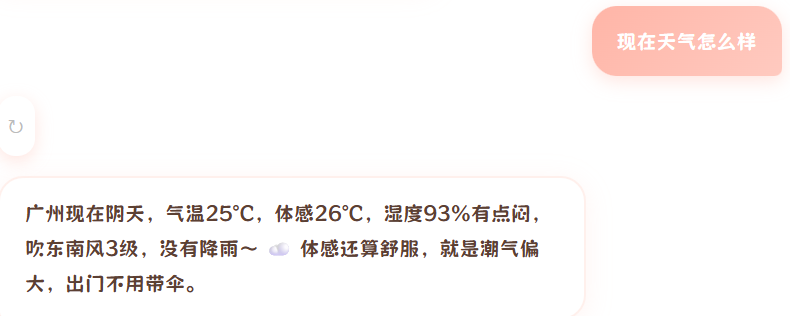 现在天气怎么样
广州现在阴天，气温25°C，体感26°C，湿度93%有点闷，
吹东南风3级，没有降雨～ ☁️ 体感还算舒服，就是潮气偏
大，出门不用带伞。